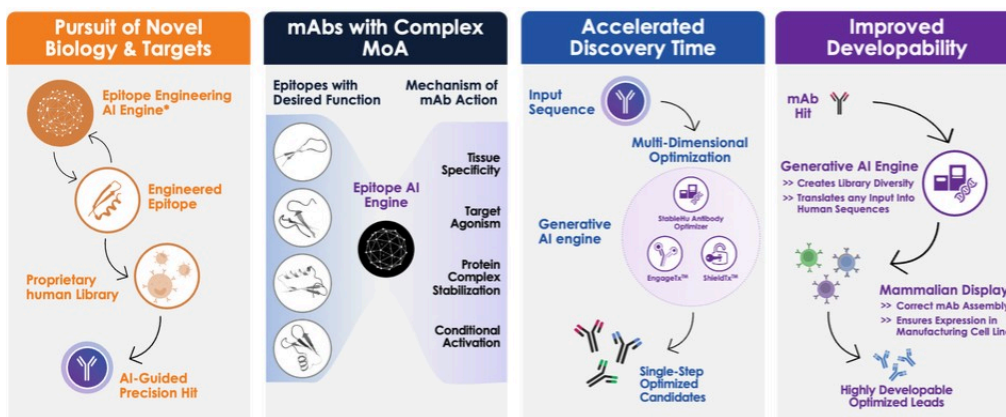 Pursuit of Novel
Biology & Targets
Epitope Engineering
AI Engine*
Engineered
Epitope
Proprietary
human Library
AI-Guided
Precision Hit
mAbs with Complex
MoA
Epitopes with
Desired Function
Mechanism of
mAb Action
Epitope AI
Engine
Tissue
Specificity
Target
Agonism
Protein
Complex
Stabilization
Conditional
Activation
Accelerated
Discovery Time
Input
Sequence
Multi-Dimensional
Optimization
Generative
AI engine
StableHu Antibody
Optimizer
EngageTx™
ShieldTx™
Single-Step
Optimized
Candidates
Improved
Developability
mAb
Hit
Generative AI Engine
>> Creates Library Diversity
>> Translates any Input Into
Human Sequences
Mammalian Display
>> Correct mAb Assembly
>> Ensures Expression in
Manufacturing Cell Lin
Highly Developable
Optimized Leads